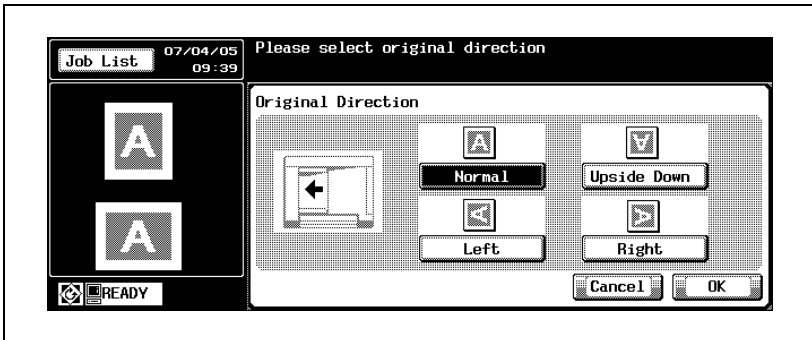 Job List
07/04/05
09:39
Please select original direction
Original Direction
A
A
A
A
Normal
Upside Down
A
A
Left
Right
Cancel
OK
READY